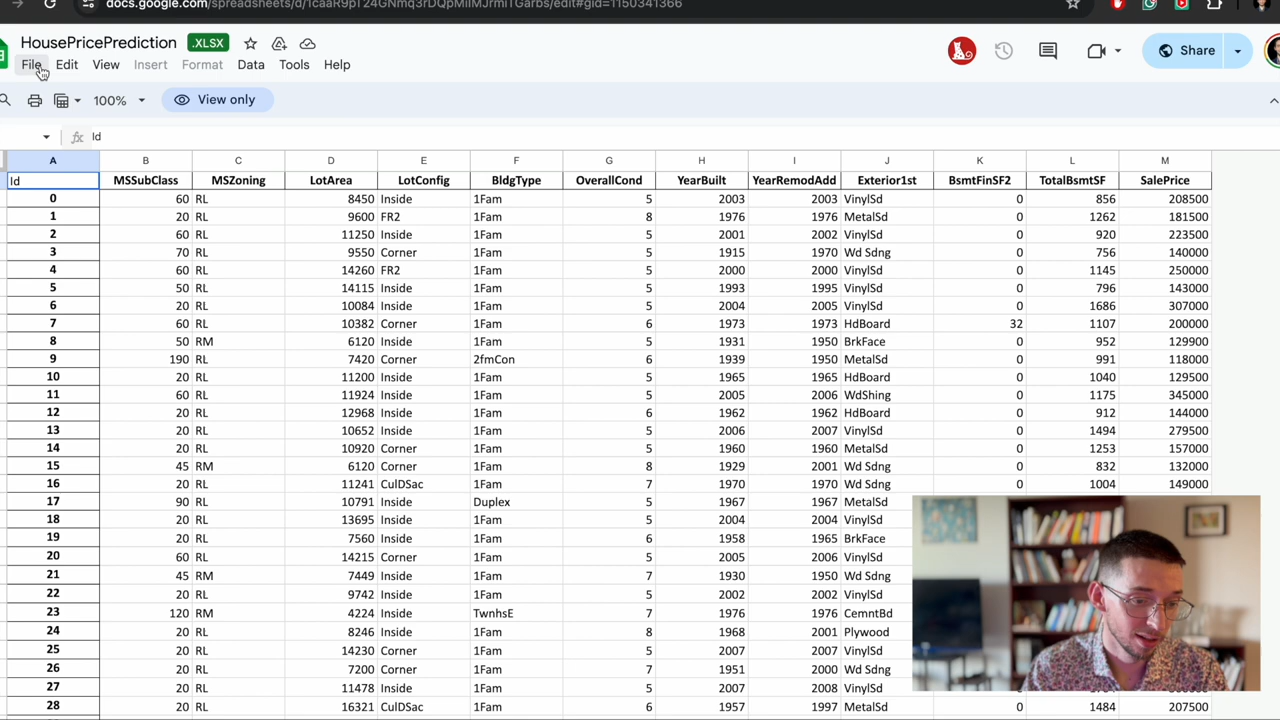 docs.google.com/spreadsheets/d/1caaR9pT24GNmq3rDQpMiIMJrmiTGarbs/edit#gid=1150341366
HousePricePrediction .XLSX
File Edit View Insert Format Data Tools Help
Share
100% View only
fx Id
A B C D E F G H I J K L M
Id MSSubClass MSZoning LotArea LotConfig BldgType OverallCond YearBuilt YearRemodAdd Exterior1st BsmtFinSF2 TotalBsmtSF SalePrice
0 60 RL 8450 Inside 1Fam 5 2003 2003 VinylSd 0 856 208500
1 20 RL 9600 FR2 1Fam 8 1976 1976 MetalSd 0 1262 181500
2 60 RL 11250 Inside 1Fam 5 2001 2002 VinylSd 0 920 223500
3 70 RL 9550 Corner 1Fam 5 1915 1970 Wd Sdng 0 756 140000
4 60 RL 14260 FR2 1Fam 5 2000 2000 VinylSd 0 1145 250000
5 50 RL 14115 Inside 1Fam 5 1993 1995 VinylSd 0 796 143000
6 20 RL 10084 Inside 1Fam 5 2004 2005 VinylSd 0 1686 307000
7 60 RL 10382 Corner 1Fam 6 1973 1973 HdBoard 32 1107 200000
8 50 RM 6120 Inside 1Fam 5 1931 1950 BrkFace 0 952 129900
9 190 RL 7420 Corner 2fmCon 6 1939 1950 MetalSd 0 991 118000
10 20 RL 11200 Inside 1Fam 5 1965 1965 HdBoard 0 1040 129500
11 60 RL 11924 Inside 1Fam 5 2005 2006 WdShing 0 1175 345000
12 20 RL 12968 Inside 1Fam 6 1962 1962 HdBoard 0 912 144000
13 20 RL 10652 Inside 1Fam 5 2006 2007 VinylSd 0 1494 279500
14 20 RL 10920 Corner 1Fam 5 1960 1960 MetalSd 0 1253 157000
15 45 RM 6120 Corner 1Fam 8 1929 2001 Wd Sdng 0 832 132000
16 20 RL 11241 CulDSac 1Fam 7 1970 1970 Wd Sdng 0 1004 149000
17 90 RL 10791 Inside Duplex 5 1967 1967 MetalSd
18 20 RL 13695 Inside 1Fam 5 2004 2004 VinylSd
19 20 RL 7560 Inside 1Fam 6 1958 1965 BrkFace
20 60 RL 14215 Corner 1Fam 5 2005 2006 VinylSd
21 45 RM 7449 Inside 1Fam 7 1930 1950 Wd Sdng
22 20 RL 9742 Inside 1Fam 5 2002 2002 VinylSd
23 120 RM 4224 Inside TwnhsE 7 1976 1976 CemntBd
24 20 RL 8246 Inside 1Fam 8 1968 2001 Plywood
25 20 RL 14230 Corner 1Fam 5 2007 2007 VinylSd
26 20 RL 7200 Corner 1Fam 7 1951 2000 Wd Sdng
27 20 RL 11478 Inside 1Fam 5 2007 2008 VinylSd
28 20 RL 16321 CulDSac 1Fam 6 1957 1997 MetalSd 0 1484 207500